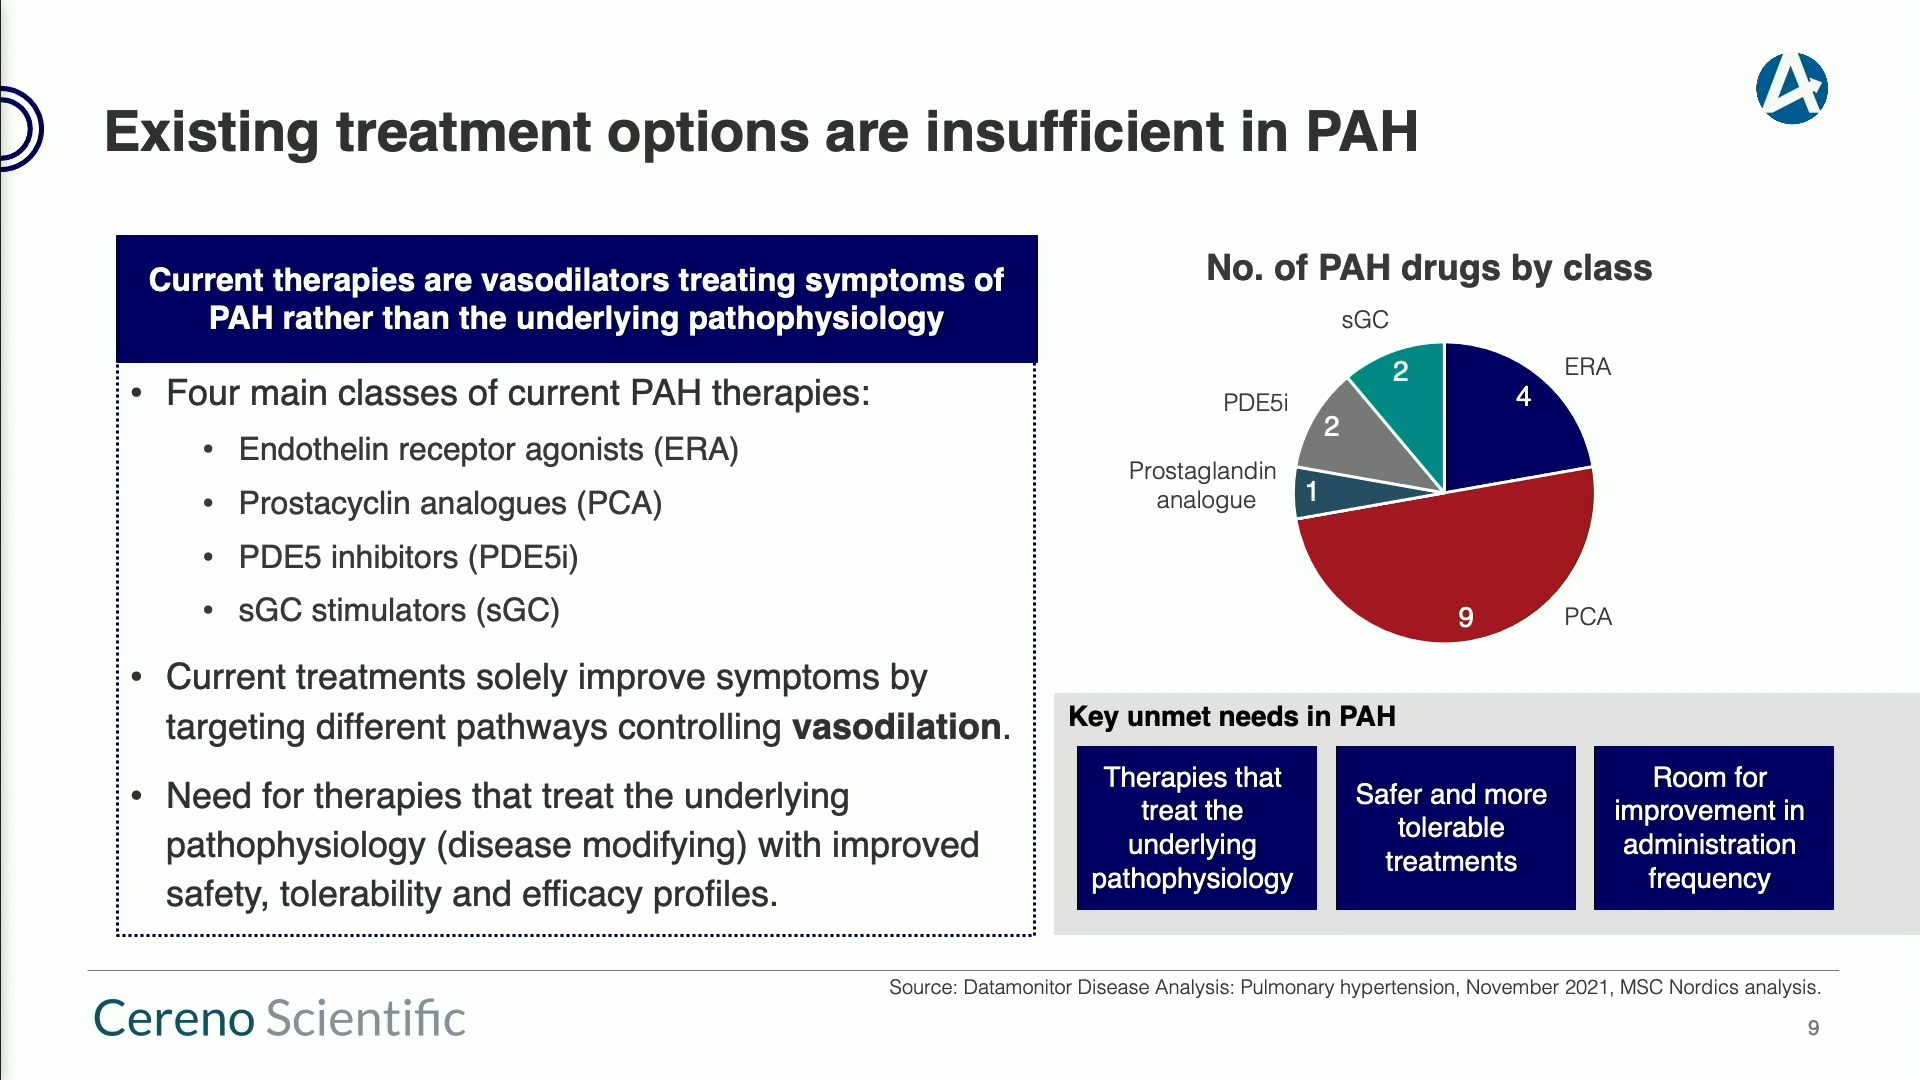 Existing treatment options are insufficient in PAH
Current therapies are vasodilators treating symptoms of
PAH rather than the underlying pathophysiology
• Four main classes of current PAH therapies:
• Endothelin receptor agonists (ERA)
• Prostacyclin analogues (PCA)
• PDE5 inhibitors (PDE5i)
• sGC stimulators (sGC)
• Current treatments solely improve symptoms by
targeting different pathways controlling vasodilation.
• Need for therapies that treat the underlying
pathophysiology (disease modifying) with improved
safety, tolerability and efficacy profiles.
No. of PAH drugs by class
sGC
2
ERA
4
PDE5i
2
Prostaglandin
analogue
1
9
PCA
Key unmet needs in PAH
Therapies that
treat the
underlying
pathophysiology
Safer and more
tolerable
treatments
Room for
improvement in
administration
frequency
Source: Datamonitor Disease Analysis: Pulmonary hypertension, November 2021, MSC Nordics analysis.
Cereno Scientific
9